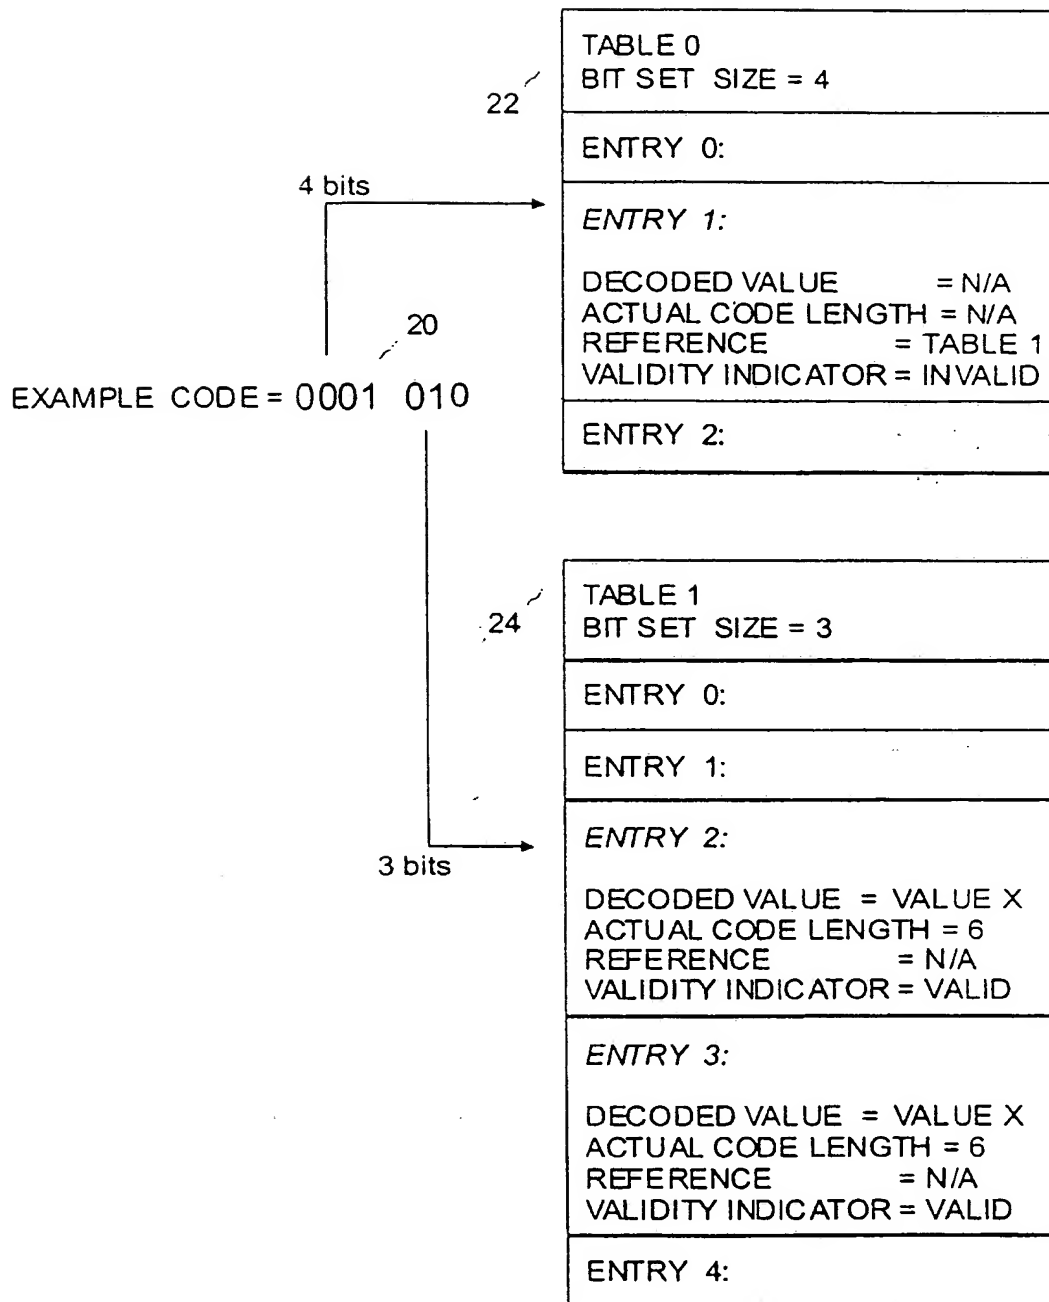 TABLE 0
BIT SET SIZE = 4
22
ENTRY 0:
4 bits
ENTRY 1:
DECODED VALUE = N/A
ACTUAL CODE LENGTH = N/A
REFERENCE = TABLE 1
VALIDITY INDICATOR = INVALID
20
EXAMPLE CODE = 0001 010
ENTRY 2:
TABLE 1
BIT SET SIZE = 3
24
ENTRY 0:
ENTRY 1:
ENTRY 2:
3 bits
DECODED VALUE = VALUE X
ACTUAL CODE LENGTH = 6
REFERENCE = N/A
VALIDITY INDICATOR = VALID
ENTRY 3:
DECODED VALUE = VALUE X
ACTUAL CODE LENGTH = 6
REFERENCE = N/A
VALIDITY INDICATOR = VALID
ENTRY 4: